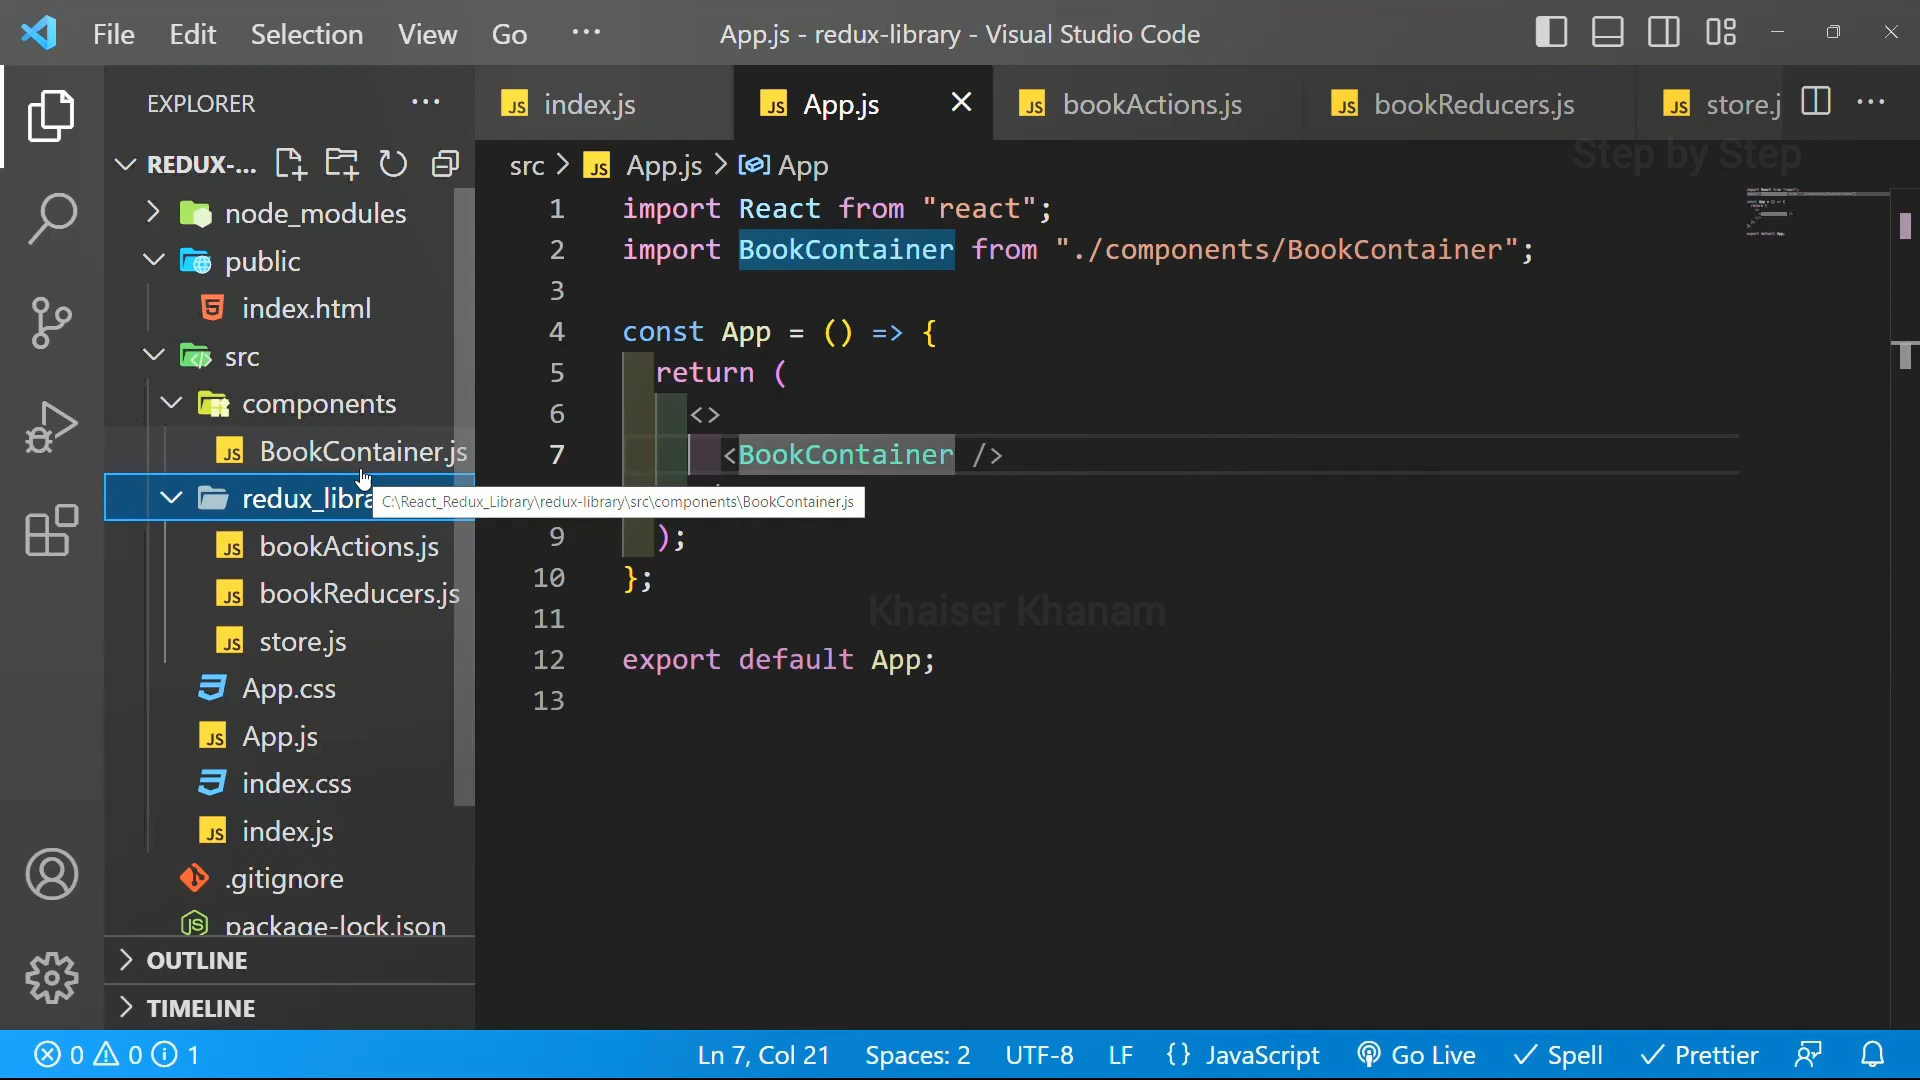 File Edit Selection View Go ···
App.js - redux-library - Visual Studio Code
EXPLORER
REDUX-...
node_modules
public
index.html
src
components
BookContainer.js
redux_libra
C:\React_Redux_Library\redux-library\src\components\BookContainer.js
bookActions.js
bookReducers.js
store.js
App.css
App.js
index.css
index.js
.gitignore
package-lock.json
OUTLINE
TIMELINE
index.js App.js bookActions.js bookReducers.js store.j
Step by Step
src > App.js > App
1 import React from "react";
2 import BookContainer from "./components/BookContainer";
3
4 const App = () => {
5 return (
6 <>
7 <BookContainer />
9 );
10 };
11
12 export default App;
13
Khaiser Khanam
0 0 1 Ln 7, Col 21 Spaces: 2 UTF-8 LF {} JavaScript Go Live Spell Prettier